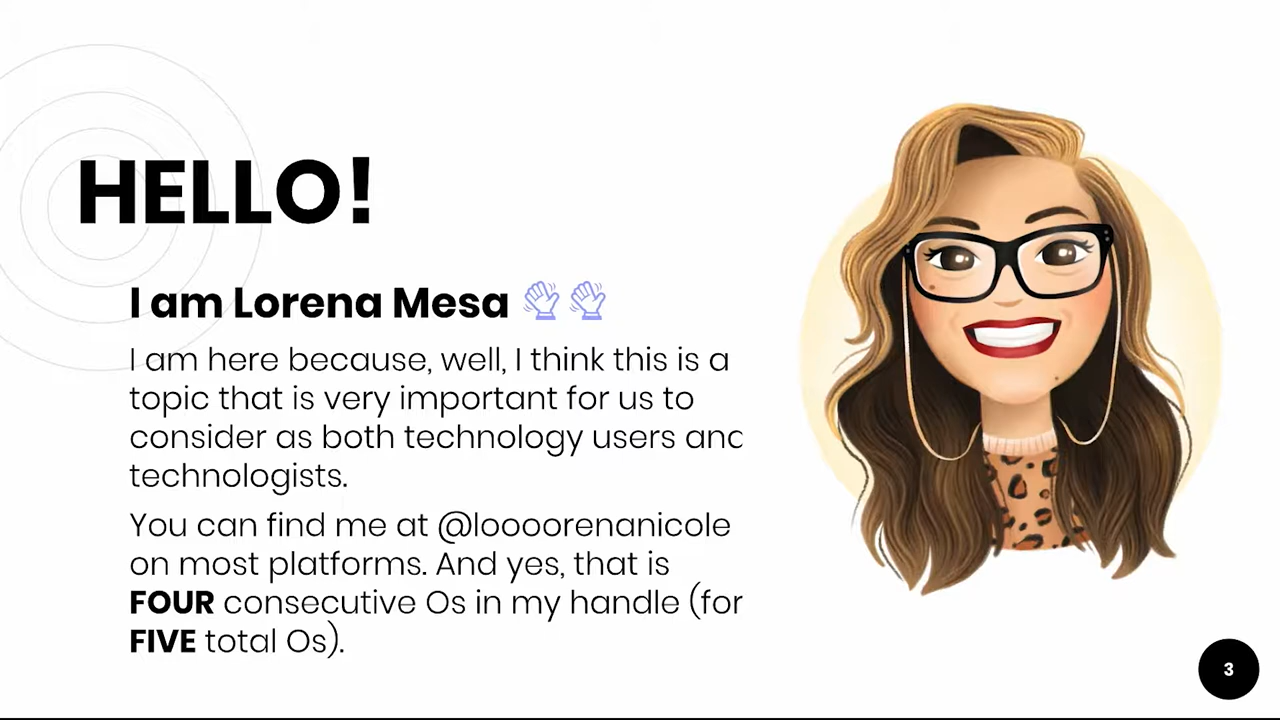 HELLO!
I am Lorena Mesa
I am here because, well, I think this is a
topic that is very important for us to
consider as both technology users and
technologists.
You can find me at @loooorenanicole
on most platforms. And yes, that is
FOUR consecutive Os in my handle (for
FIVE total Os).
3